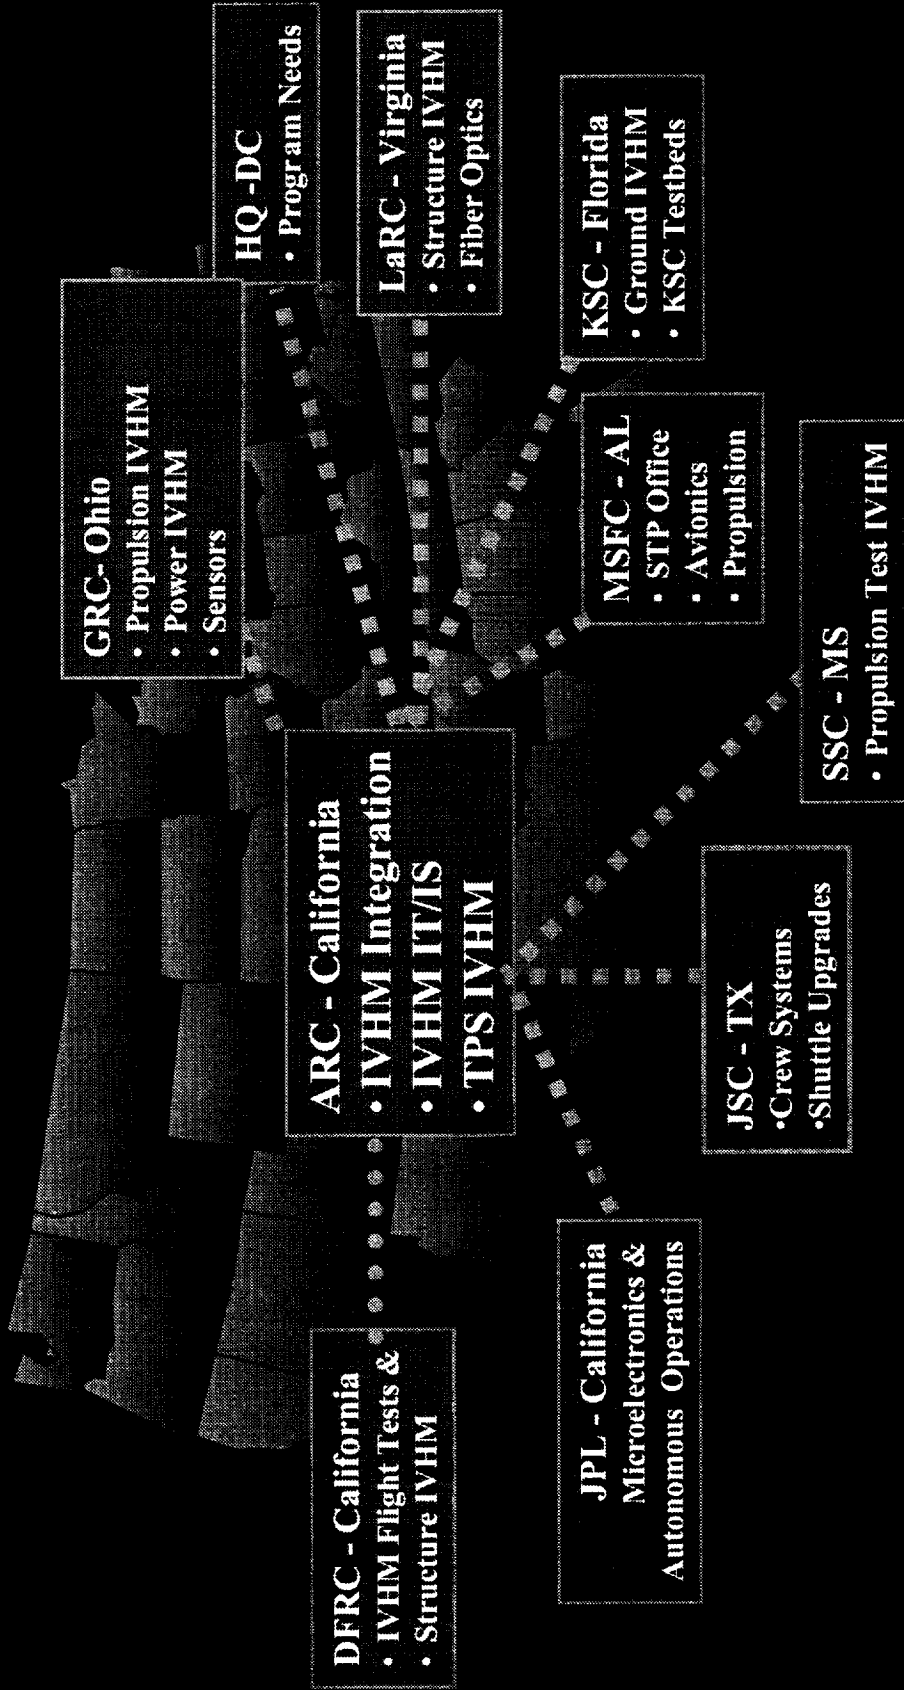 GRC- Ohio
• Propulsion IVHM
• Power IVHM
• Sensors
HQ -DC
• Program Needs
LaRC - Virginia
• Structure IVHM
• Fiber Optics
KSC - Florida
• Ground IVHM
• KSC Testbeds
MSFC - AL
• STP Office
• Avionics
• Propulsion
SSC - MS
• Propulsion Test IVHM
ARC - California
• IVHM Integration
• IVHM IT/IS
• TPS IVHM
JSC - TX
•Crew Systems
•Shuttle Upgrades
DFRC - California
• IVHM Flight Tests &
• Structure IVHM
JPL - California
Microelectronics &
Autonomous Operations